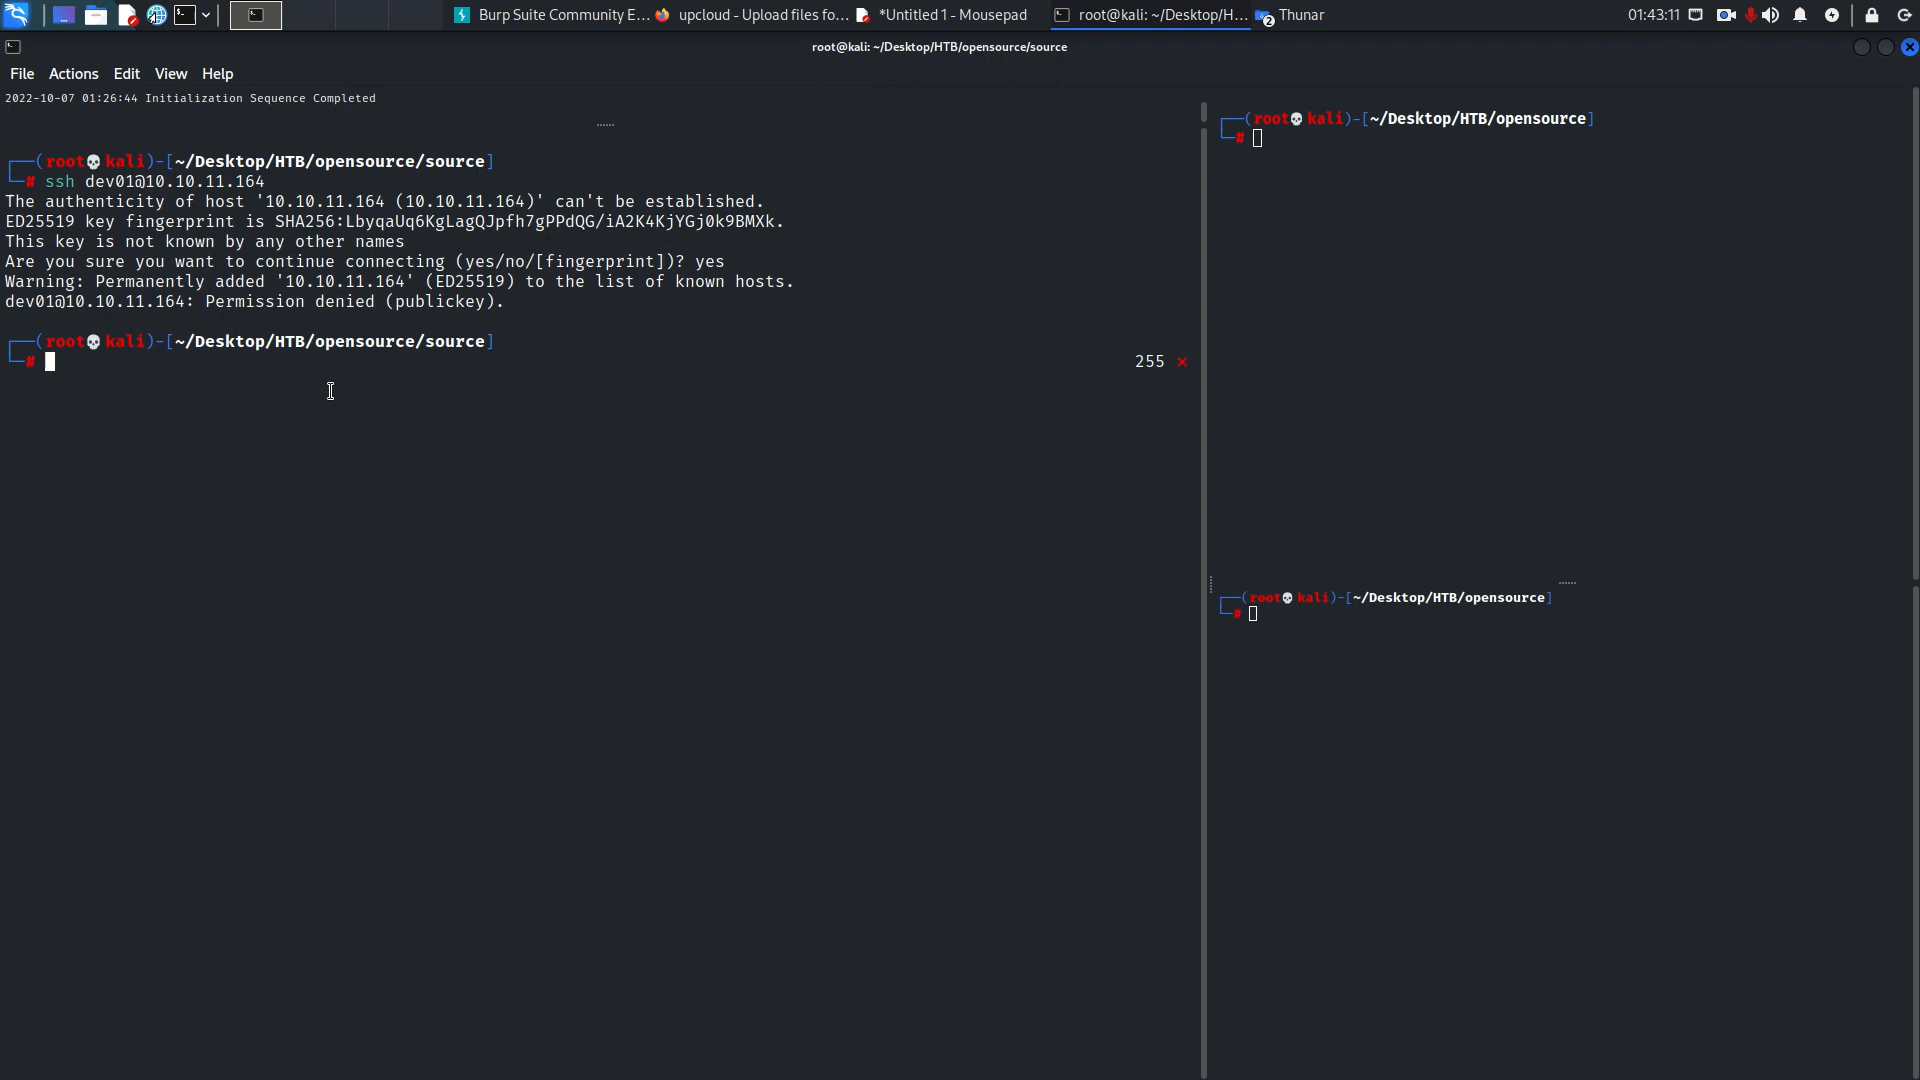 Burp Suite Community E... upcloud - Upload files fo... *Untitled 1 - Mousepad root@kali: ~/Desktop/H... 2 Thunar 01:43:11
root@kali: ~/Desktop/HTB/opensource/source
File Actions Edit View Help
2022-10-07 01:26:44 Initialization Sequence Completed
┌──(root💀kali)-[~/Desktop/HTB/opensource/source]
└─# ssh dev01@10.10.11.164
The authenticity of host '10.10.11.164 (10.10.11.164)' can't be established.
ED25519 key fingerprint is SHA256:LbyqaUq6KgLagQJpfh7gPPdQG/iA2K4KjYGj0k9BMXk.
This key is not known by any other names
Are you sure you want to continue connecting (yes/no/[fingerprint])? yes
Warning: Permanently added '10.10.11.164' (ED25519) to the list of known hosts.
dev01@10.10.11.164: Permission denied (publickey).
┌──(root💀kali)-[~/Desktop/HTB/opensource/source]
└─# 255 ⨯
┌──(root💀kali)-[~/Desktop/HTB/opensource]
└─#
┌──(root💀kali)-[~/Desktop/HTB/opensource]
└─#